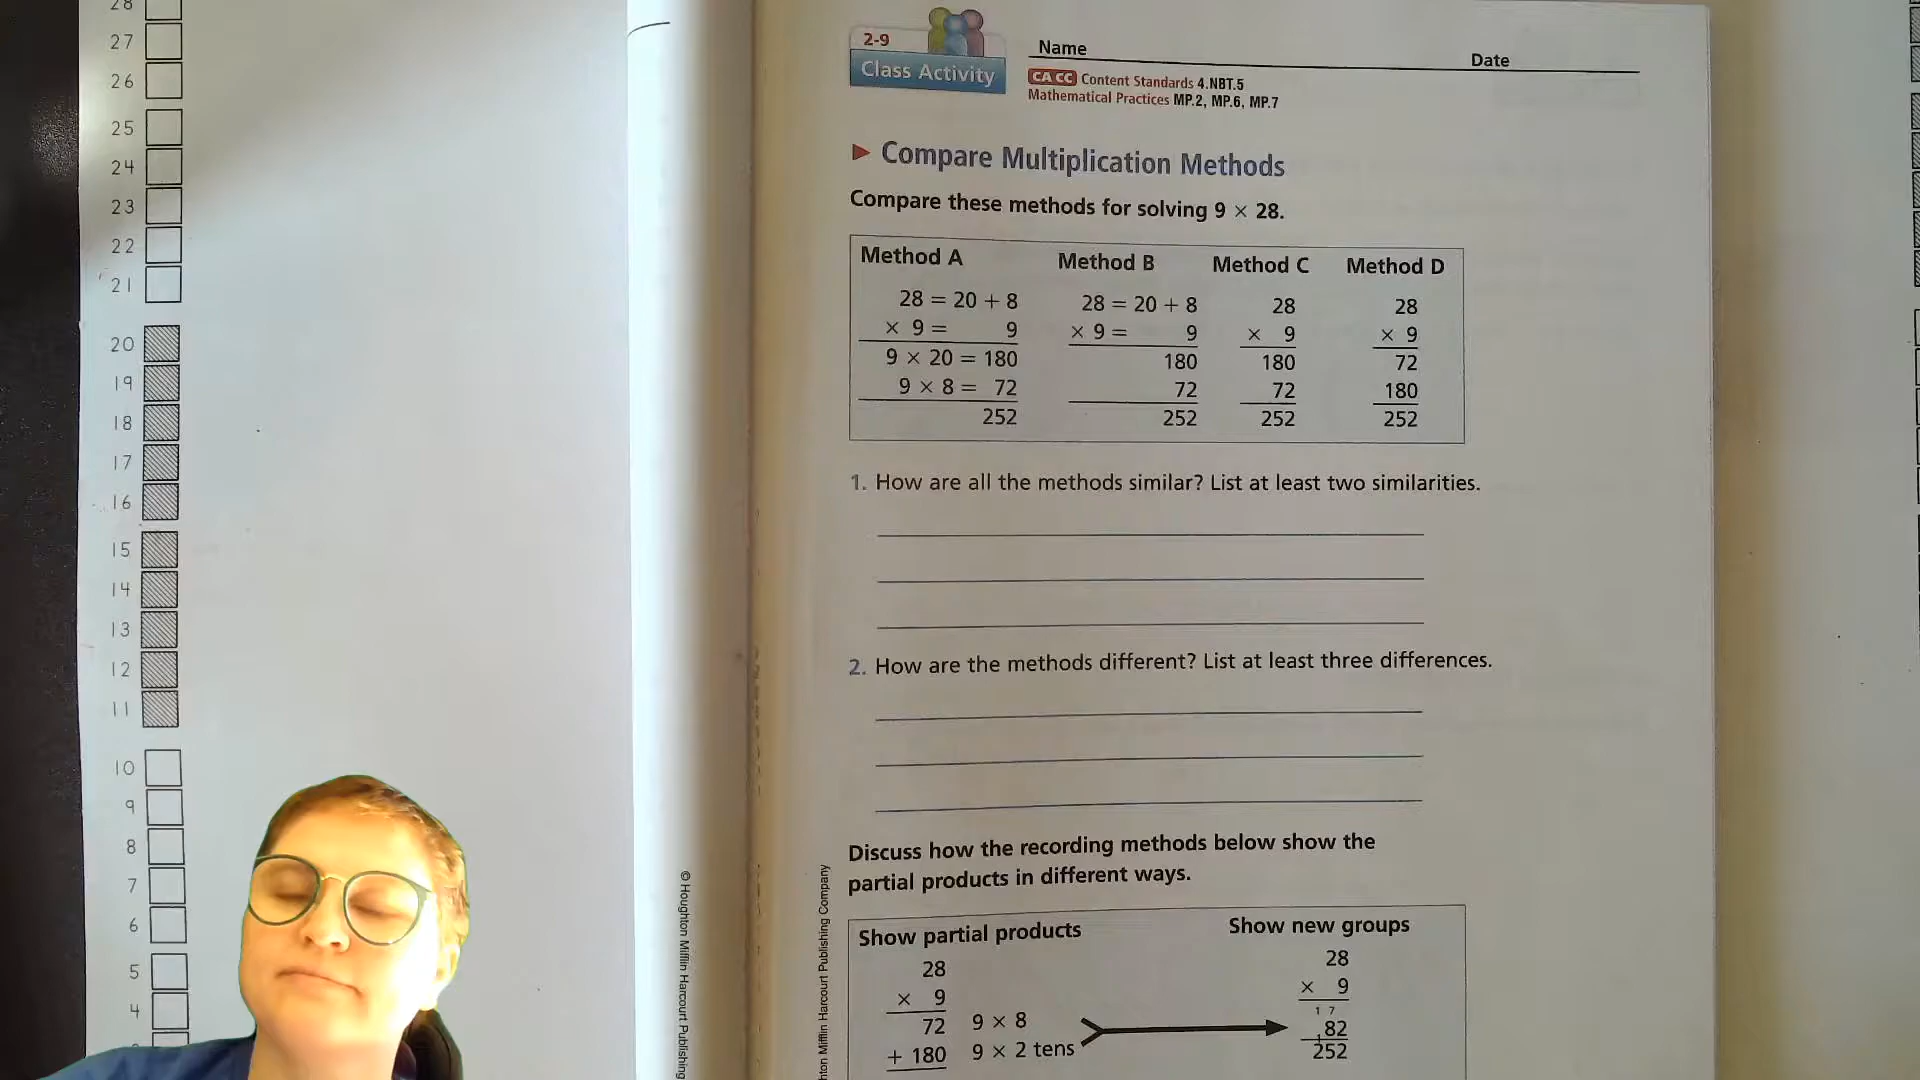 28
27
26
25
24
23
22
21
20
19
18
17
16
15
14
13
12
11
10
9
8
7
6
5
4
© Houghton Mifflin Harcourt Publishing
hton Mifflin Harcourt Publishing Company
2-9
Class Activity
Name
Date
CA CC Content Standards 4.NBT.5
Mathematical Practices MP.2, MP.6, MP.7
Compare Multiplication Methods
Compare these methods for solving 9 × 28.
Method A Method B Method C Method D
28 = 20 + 8 28 = 20 + 8 28 28
× 9 = 9 × 9 = 9 × 9 × 9
9 × 20 = 180 180 180 72
9 × 8 = 72 72 72 180
252 252 252 252
1. How are all the methods similar? List at least two similarities.
2. How are the methods different? List at least three differences.
Discuss how the recording methods below show the
partial products in different ways.
Show partial products Show new groups
28 28
× 9 × 9
72 9 × 8 1 7
+ 180 9 × 2 tens 182
252